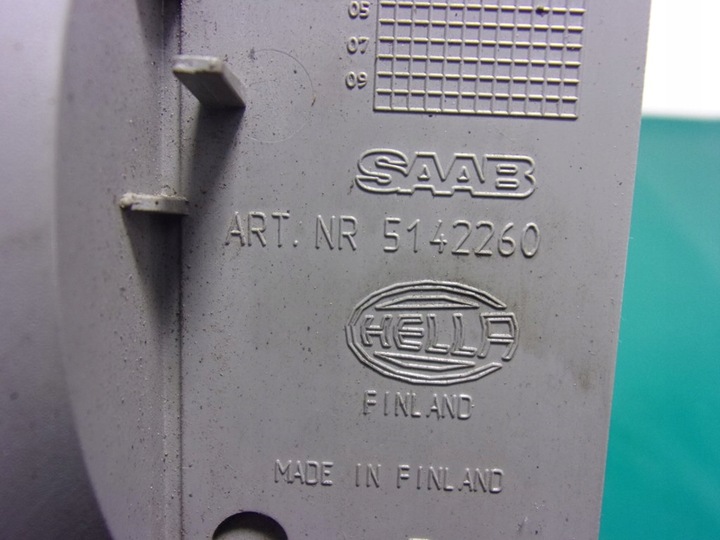 05
07
09
SAAB
ART. NR 5142260
HELLA
FINLAND
MADE IN FINLAND